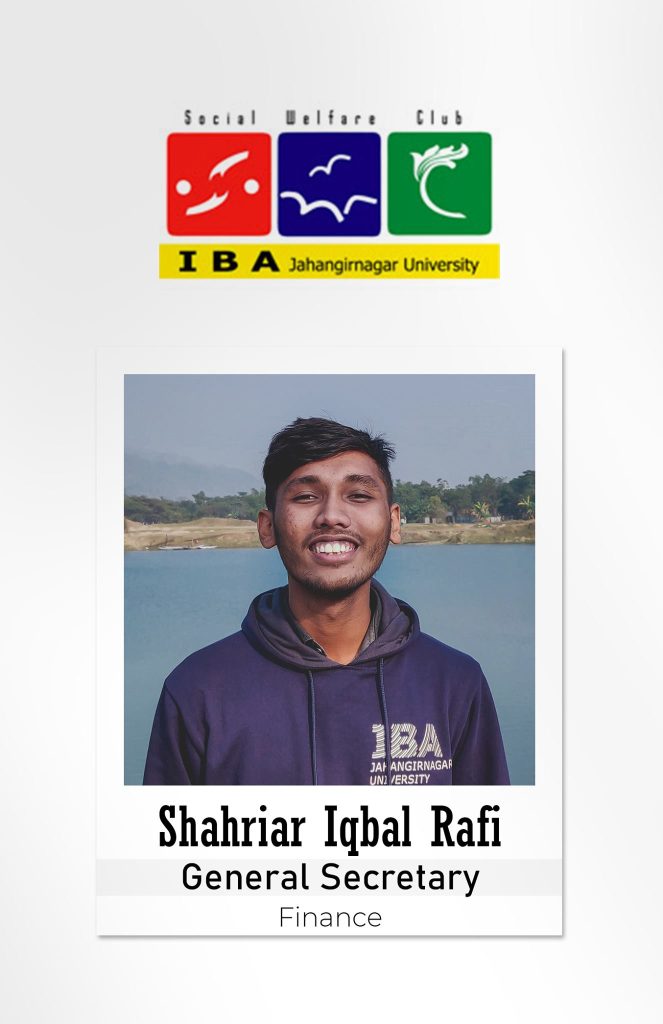 Social Welfare Club
IBA Jahangirnagar University
IBA
JAHANGIRNAGAR
UNIVERSITY
Shahriar Iqbal Rafi
General Secretary
Finance